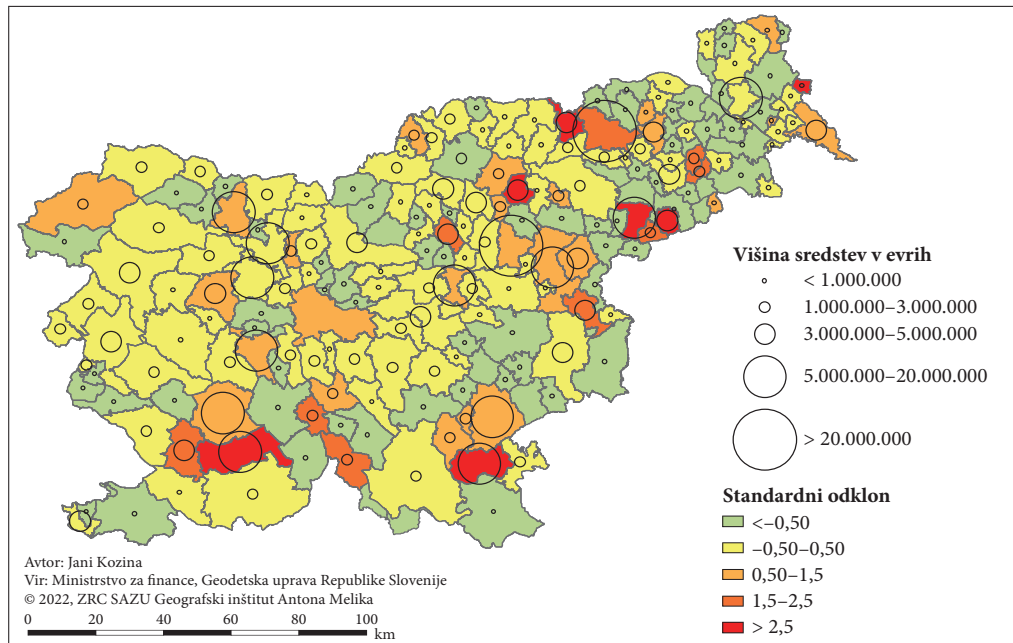 Višina sredstev v evrih
< 1.000.000
1.000.000–3.000.000
3.000.000–5.000.000
5.000.000–20.000.000
> 20.000.000
Standardni odklon
<–0,50
–0,50–0,50
0,50–1,5
1,5–2,5
> 2,5
Avtor: Jani Kozina
Vir: Ministrstvo za finance, Geodetska uprava Republike Slovenije
© 2022, ZRC SAZU Geografski inštitut Antona Melika
0 20 40 60 80 100
km